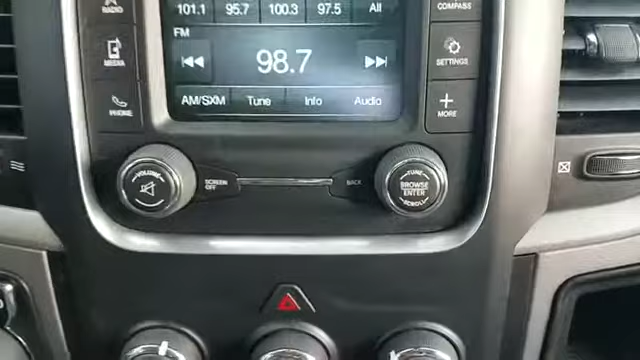 101.1 95.7 100.3 97.5 All
COMPASS
RADIO
FM
98.7
MEDIA
SETTINGS
AM/SXM Tune Info Audio
PHONE
MORE
VOLUME
SCREEN
OFF
BACK
TUNE
BROWSE
ENTER
SCROLL